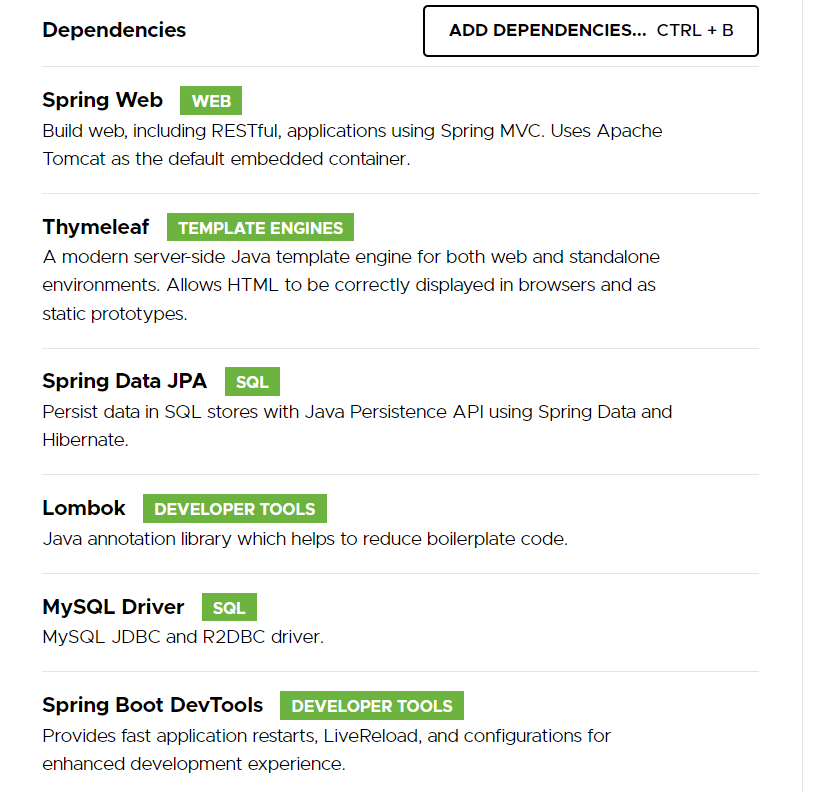 Dependencies
ADD DEPENDENCIES... CTRL + B
Spring Web WEB
Build web, including RESTful, applications using Spring MVC. Uses Apache
Tomcat as the default embedded container.
Thymeleaf TEMPLATE ENGINES
A modern server-side Java template engine for both web and standalone
environments. Allows HTML to be correctly displayed in browsers and as
static prototypes.
Spring Data JPA SQL
Persist data in SQL stores with Java Persistence API using Spring Data and
Hibernate.
Lombok DEVELOPER TOOLS
Java annotation library which helps to reduce boilerplate code.
MySQL Driver SQL
MySQL JDBC and R2DBC driver.
Spring Boot DevTools DEVELOPER TOOLS
Provides fast application restarts, LiveReload, and configurations for
enhanced development experience.